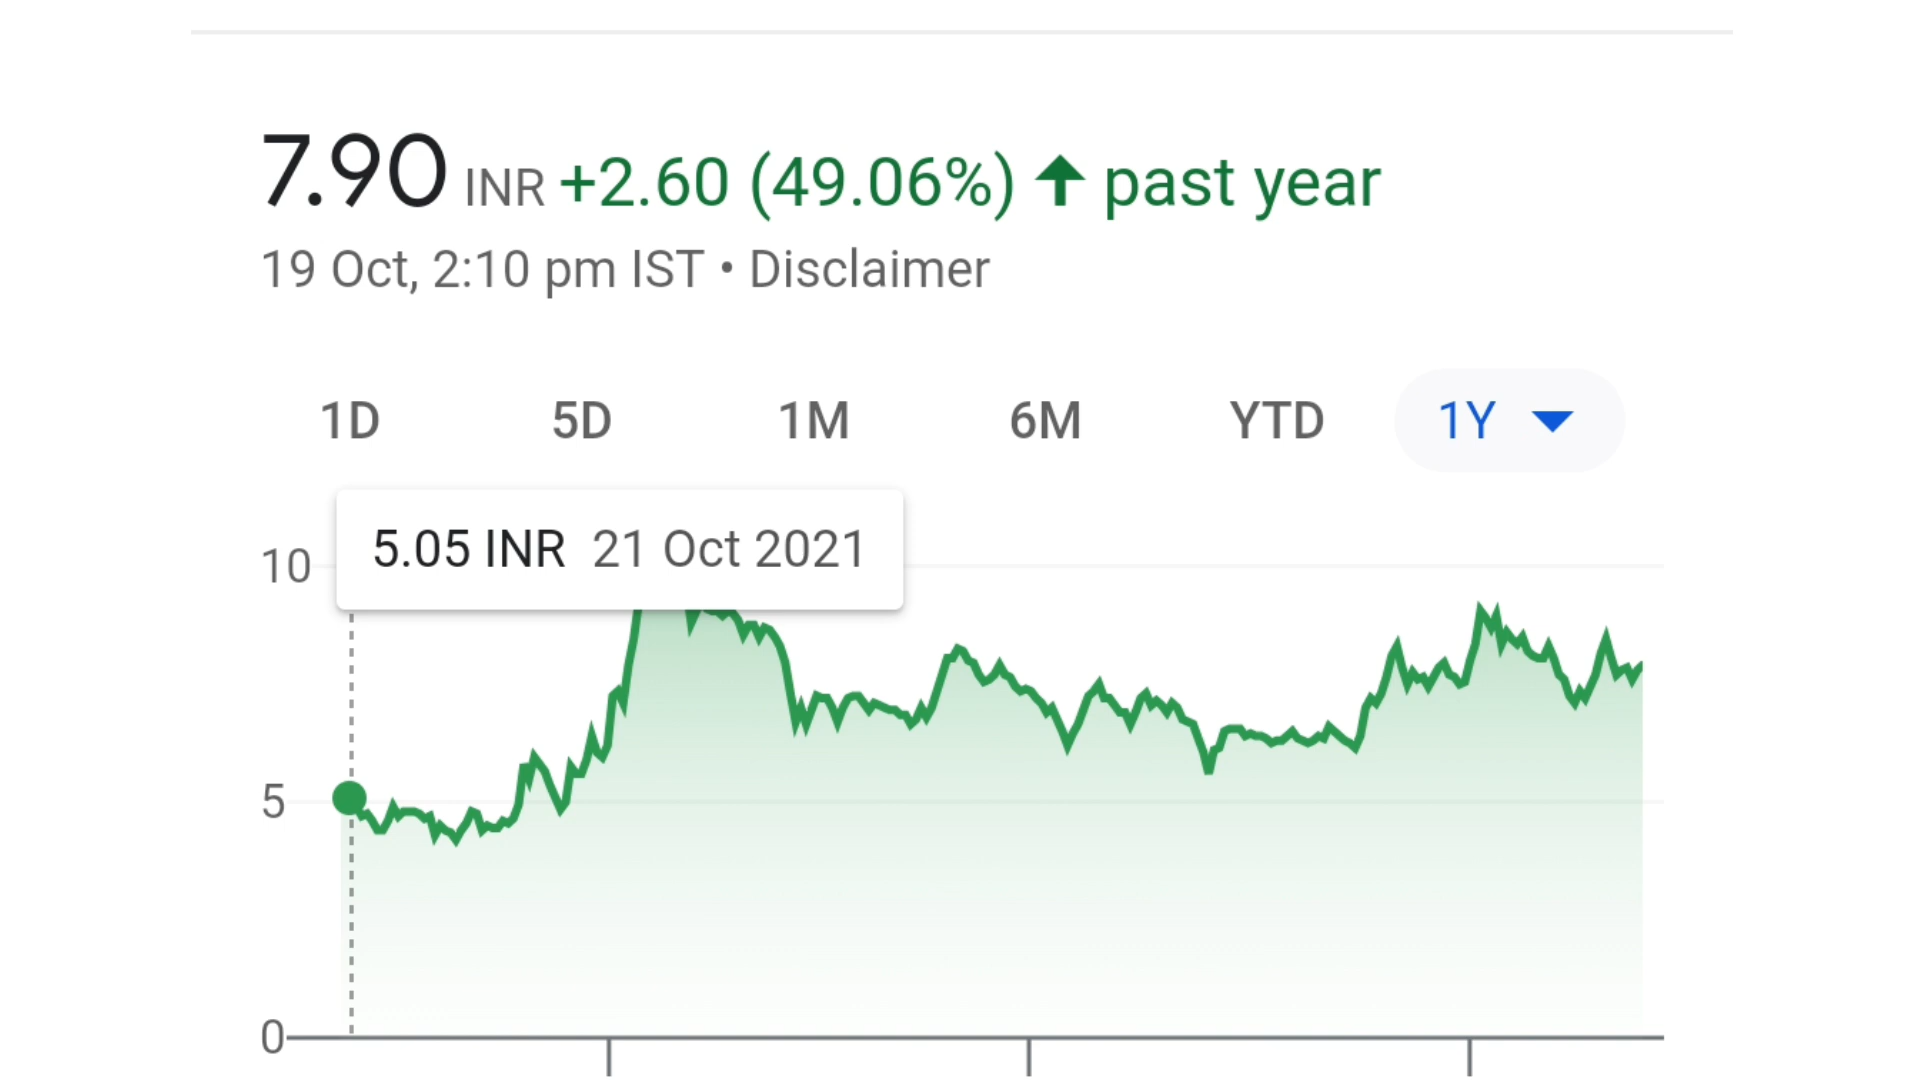 7.90 INR +2.60 (49.06%) ↑ past year
19 Oct, 2:10 pm IST • Disclaimer
1D 5D 1M 6M YTD 1Y
5.05 INR 21 Oct 2021
10
5
0